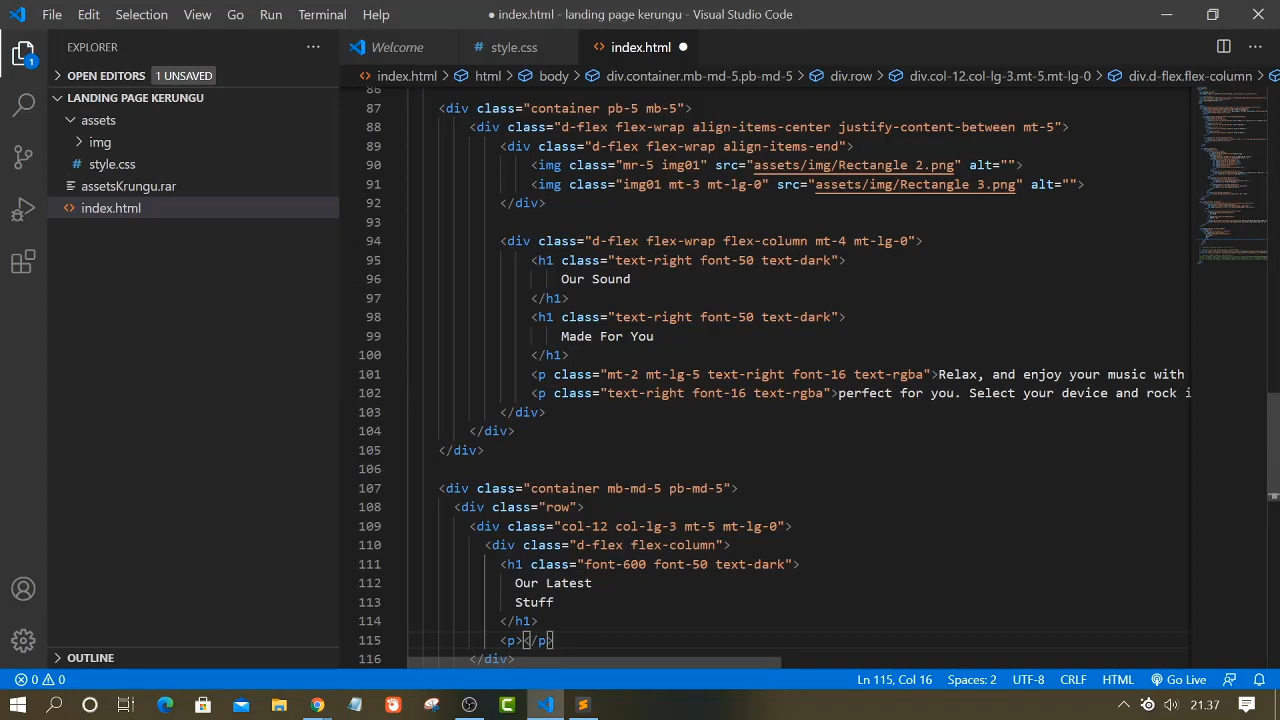 File Edit Selection View Go Run Terminal Help ● index.html - landing page kerungu - Visual Studio Code
EXPLORER ··· Welcome # style.css <> index.html ●
OPEN EDITORS 1 UNSAVED
<> index.html > html > body > div.container.mb-md-5.pb-md-5 > div.row > div.col-12.col-lg-3.mt-5.mt-lg-0 > div.d-flex.flex-column >
LANDING PAGE KERUNGU
assets
> img
# style.css
assetsKrungu.rar
<> index.html
OUTLINE
1
86
87 <div class="container pb-5 mb-5">
88 <div class="d-flex flex-wrap align-items-center justify-content-between mt-5">
89 <div class="d-flex flex-wrap align-items-end">
90 <img class="mr-5 img01" src="assets/img/Rectangle 2.png" alt="">
91 <img class="img01 mt-3 mt-lg-0" src="assets/img/Rectangle 3.png" alt="">
92 </div>
93
94 <div class="d-flex flex-wrap flex-column mt-4 mt-lg-0">
95 <h1 class="text-right font-50 text-dark">
96 Our Sound
97 </h1>
98 <h1 class="text-right font-50 text-dark">
99 Made For You
100 </h1>
101 <p class="mt-2 mt-lg-5 text-right font-16 text-rgba">Relax, and enjoy your music with
102 <p class="text-right font-16 text-rgba">perfect for you. Select your device and rock i
103 </div>
104 </div>
105 </div>
106
107 <div class="container mb-md-5 pb-md-5">
108 <div class="row">
109 <div class="col-12 col-lg-3 mt-5 mt-lg-0">
110 <div class="d-flex flex-column">
111 <h1 class="font-600 font-50 text-dark">
112 Our Latest
113 Stuff
114 </h1>
115 <p></p>
116 </div>
0 0 Ln 115, Col 16 Spaces: 2 UTF-8 CRLF HTML Go Live
21.37